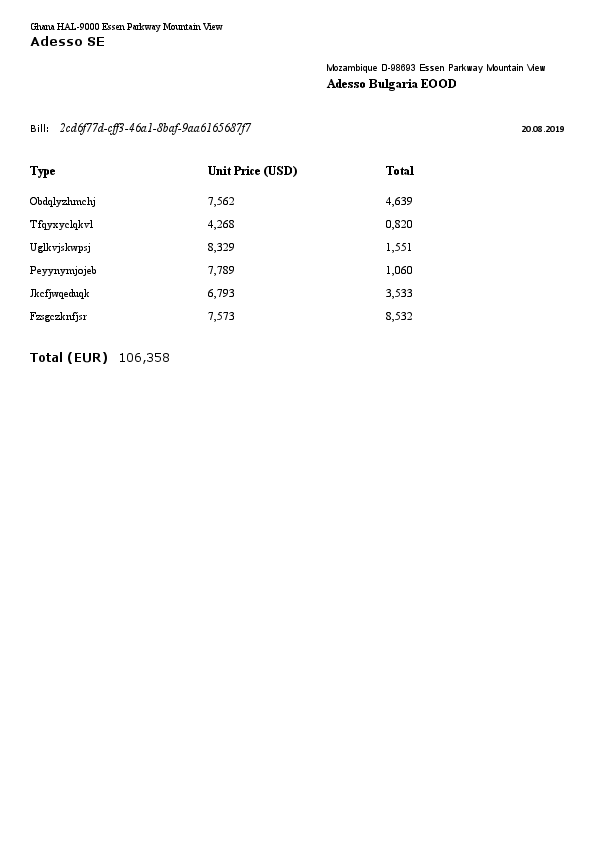 Ghana HAL-9000 Essen Parkway Mountain View
Adesso SE
Mozambique D-98693 Essen Parkway Mountain View
Adesso Bulgaria EOOD
Bill: 2cd6f77d-cff3-46a1-8baf-9aa6165687f7 20.08.2019
Type Unit Price (USD) Total
Obdqlyzhmchj 7,562 4,639
Tfqyxyclqkvl 4,268 0,820
Uglkvjskwpsj 8,329 1,551
Peyynymjojeb 7,789 1,060
Jkcfjwqeduqk 6,793 3,533
Fzsgczknfjsr 7,573 8,532
Total (EUR) 106,358